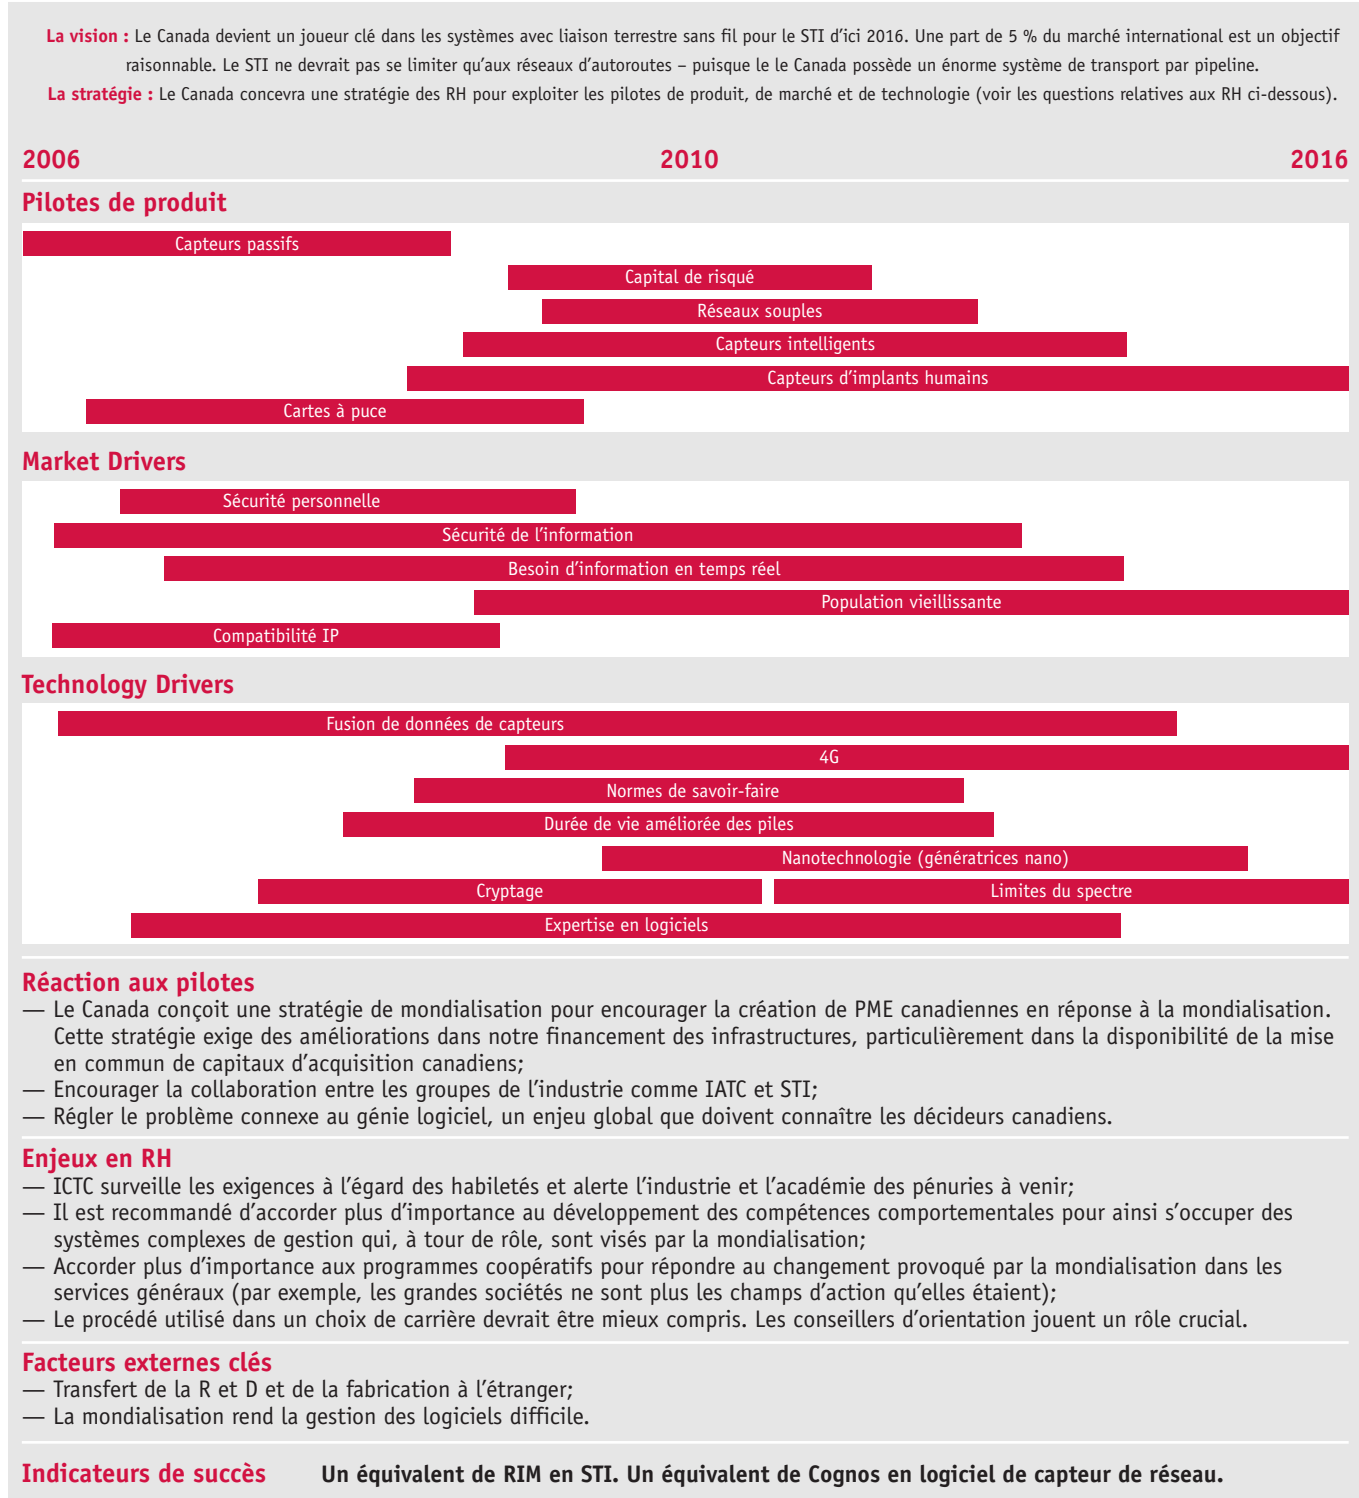 La vision : Le Canada devient un joueur clé dans les systèmes avec liaison terrestre sans fil pour le STI d'ici 2016. Une part de 5 % du marché international est un objectif
raisonnable. Le STI ne devrait pas se limiter qu'aux réseaux d'autoroutes – puisque le le Canada possède un énorme système de transport par pipeline.
La stratégie : Le Canada concevra une stratégie des RH pour exploiter les pilotes de produit, de marché et de technologie (voir les questions relatives aux RH ci-dessous).
2006 2010 2016
Pilotes de produit
Capteurs passifs
Capital de risqué
Réseaux souples
Capteurs intelligents
Capteurs d'implants humains
Cartes à puce
Market Drivers
Sécurité personnelle
Sécurité de l'information
Besoin d'information en temps réel
Population vieillissante
Compatibilité IP
Technology Drivers
Fusion de données de capteurs
4G
Normes de savoir-faire
Durée de vie améliorée des piles
Nanotechnologie (génératrices nano)
Cryptage Limites du spectre
Expertise en logiciels
Réaction aux pilotes
— Le Canada conçoit une stratégie de mondialisation pour encourager la création de PME canadiennes en réponse à la mondialisation.
Cette stratégie exige des améliorations dans notre financement des infrastructures, particulièrement dans la disponibilité de la mise
en commun de capitaux d'acquisition canadiens;
— Encourager la collaboration entre les groupes de l'industrie comme IATC et STI;
— Régler le problème connexe au génie logiciel, un enjeu global que doivent connaître les décideurs canadiens.
Enjeux en RH
— ICTC surveille les exigences à l'égard des habiletés et alerte l'industrie et l'académie des pénuries à venir;
— Il est recommandé d'accorder plus d'importance au développement des compétences comportementales pour ainsi s'occuper des
systèmes complexes de gestion qui, à tour de rôle, sont visés par la mondialisation;
— Accorder plus d'importance aux programmes coopératifs pour répondre au changement provoqué par la mondialisation dans les
services généraux (par exemple, les grandes sociétés ne sont plus les champs d'action qu'elles étaient);
— Le procédé utilisé dans un choix de carrière devrait être mieux compris. Les conseillers d'orientation jouent un rôle crucial.
Facteurs externes clés
— Transfert de la R et D et de la fabrication à l'étranger;
— La mondialisation rend la gestion des logiciels difficile.
Indicateurs de succès Un équivalent de RIM en STI. Un équivalent de Cognos en logiciel de capteur de réseau.